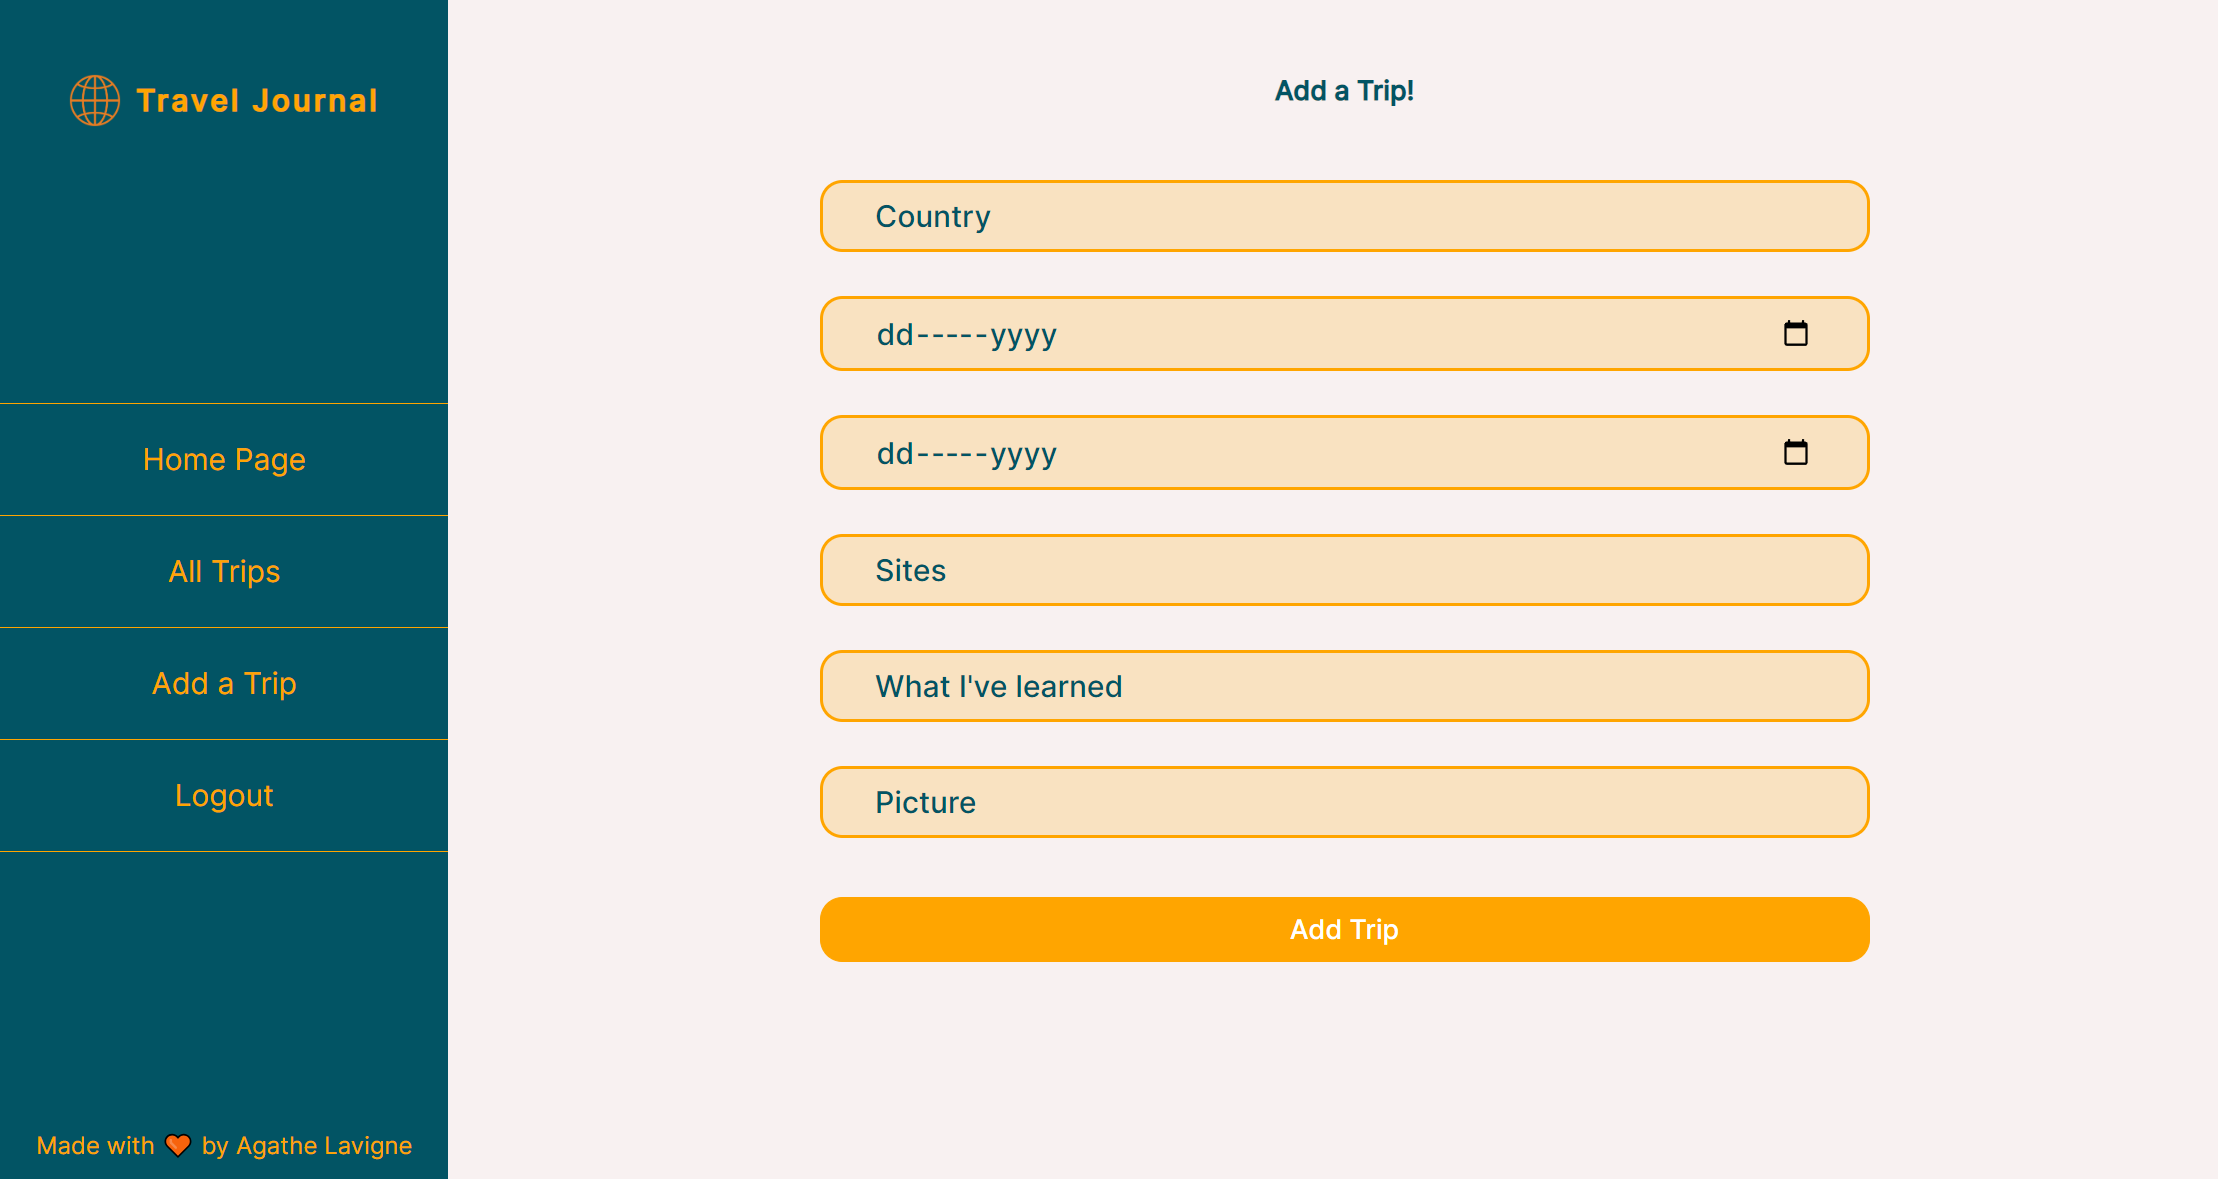 Travel Journal
Home Page
All Trips
Add a Trip
Logout
Made with 🧡 by Agathe Lavigne
Add a Trip!
Country
dd-----yyyy
dd-----yyyy
Sites
What I've learned
Picture
Add Trip